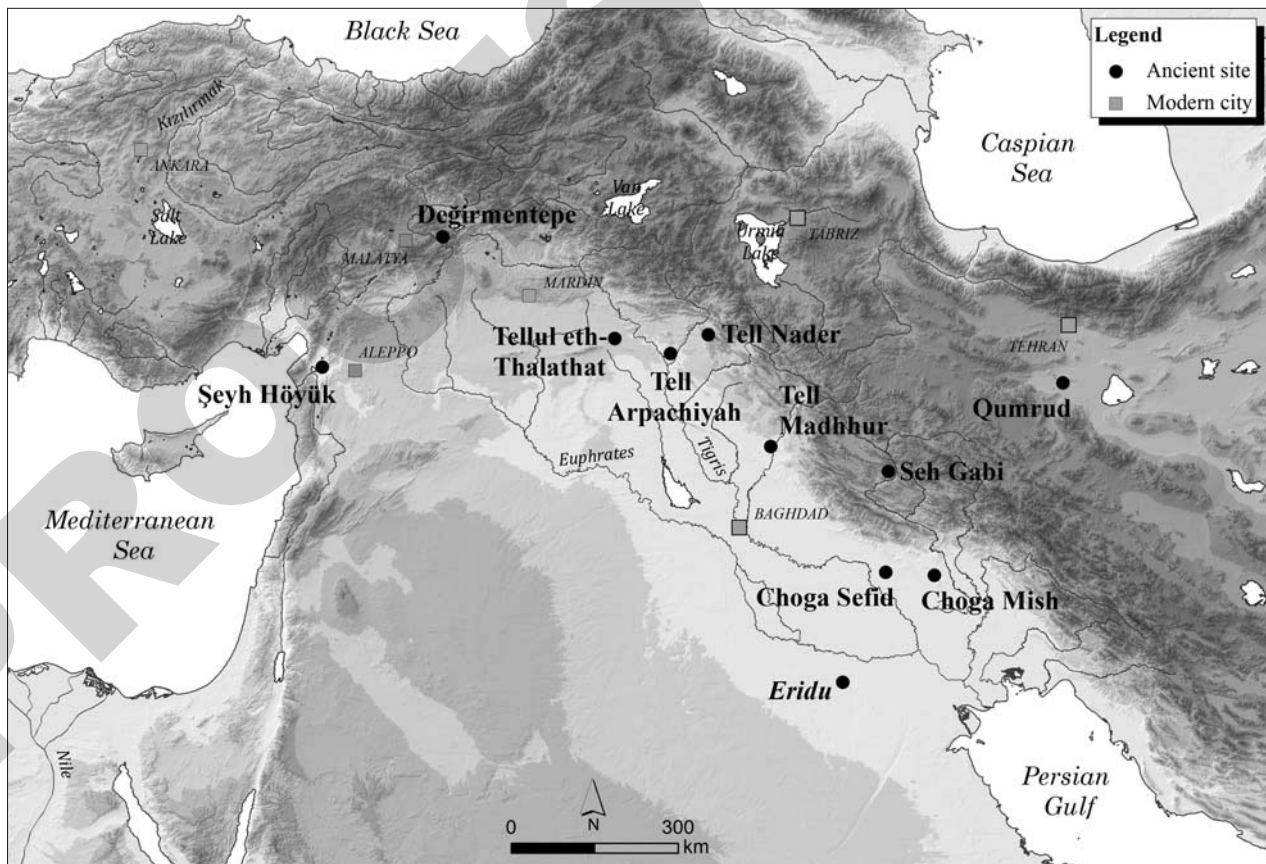 Black Sea
Legend
Ancient site
Modern city
Caspian
Sea
Kızılırmak
ANKARA
Salt
Lake
Van
Lake
Değirmentepe
MALATYA
Urmia
Lake
TABRIZ
MARDIN
Tellul eth-
Thalathat
Tell Nader
TEHRAN
ALEPPO
Şeyh Höyük
Tell
Arpachiyah
Tell
Madhhur
Qumrud
Tigris
Euphrates
Seh Gabi
Mediterranean
Sea
BAGHDAD
Choga Sefid
Choga Mish
Eridu
Nile
Persian
Gulf
N
0 300
km